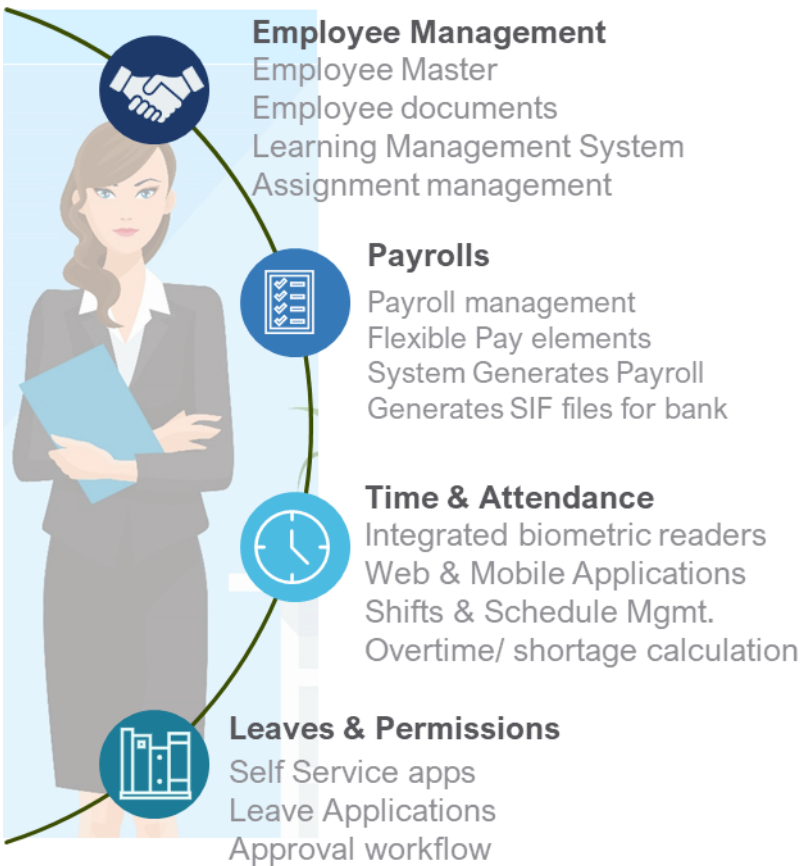 Employee Management
Employee Master
Employee documents
Learning Management System
Assignment management
Payrolls
Payroll management
Flexible Pay elements
System Generates Payroll
Generates SIF files for bank
Time & Attendance
Integrated biometric readers
Web & Mobile Applications
Shifts & Schedule Mgmt.
Overtime/ shortage calculation
Leaves & Permissions
Self Service apps
Leave Applications
Approval workflow